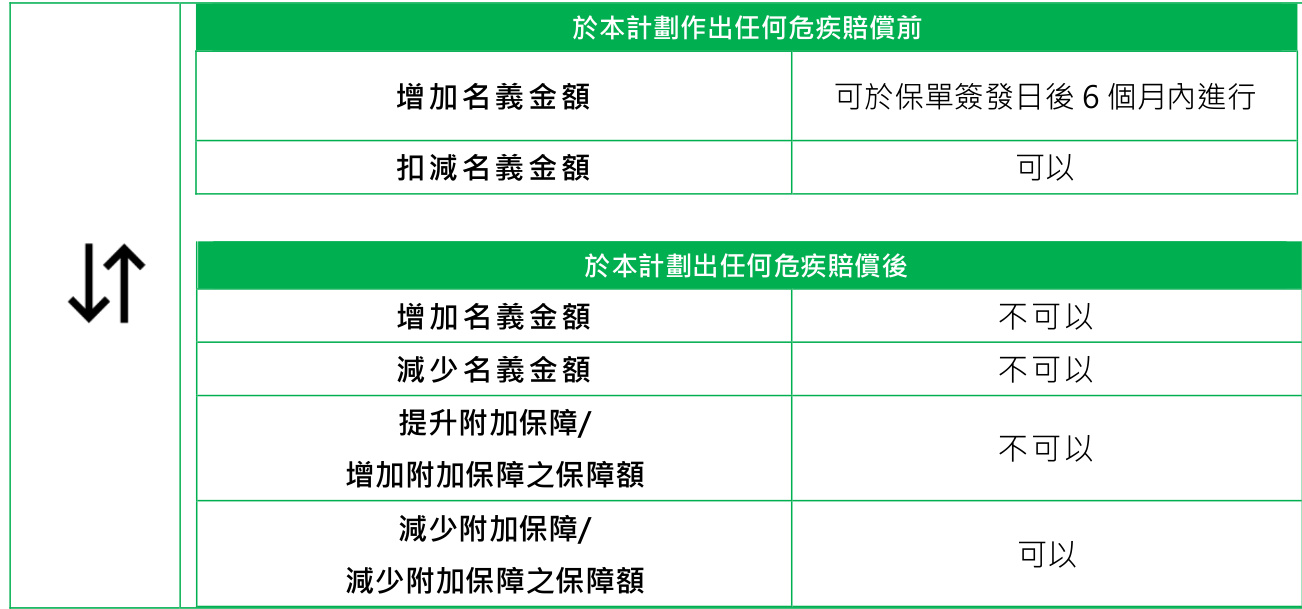 於本計劃作出任何危疾賠償前
增加名義金額
可於保單簽發日後 6 個月內進行
扣減名義金額
可以
於本計劃出任何危疾賠償後
增加名義金額
不可以
減少名義金額
不可以
提升附加保障/
增加附加保障之保障額
不可以
減少附加保障/
減少附加保障之保障額
可以